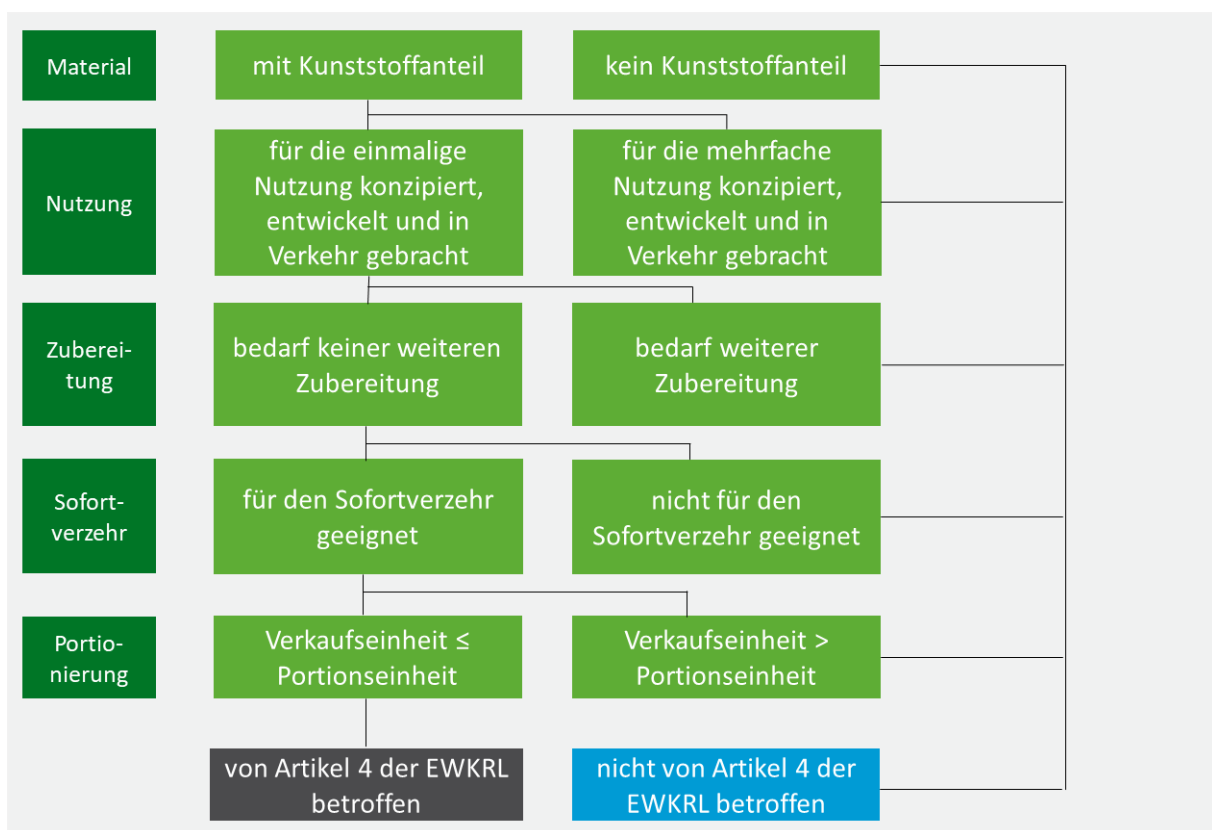 Material
mit Kunststoffanteil
kein Kunststoffanteil
Nutzung
für die einmalige
Nutzung konzipiert,
entwickelt und in
Verkehr gebracht
für die mehrfache
Nutzung konzipiert,
entwickelt und in
Verkehr gebracht
Zuberei-
tung
bedarf keiner weiteren
Zubereitung
bedarf weiterer
Zubereitung
Sofort-
verzehr
für den Sofortverzehr
geeignet
nicht für den
Sofortverzehr geeignet
Portio-
nierung
Verkaufseinheit ≤
Portionseinheit
Verkaufseinheit >
Portionseinheit
von Artikel 4 der EWKRL
betroffen
nicht von Artikel 4 der
EWKRL betroffen